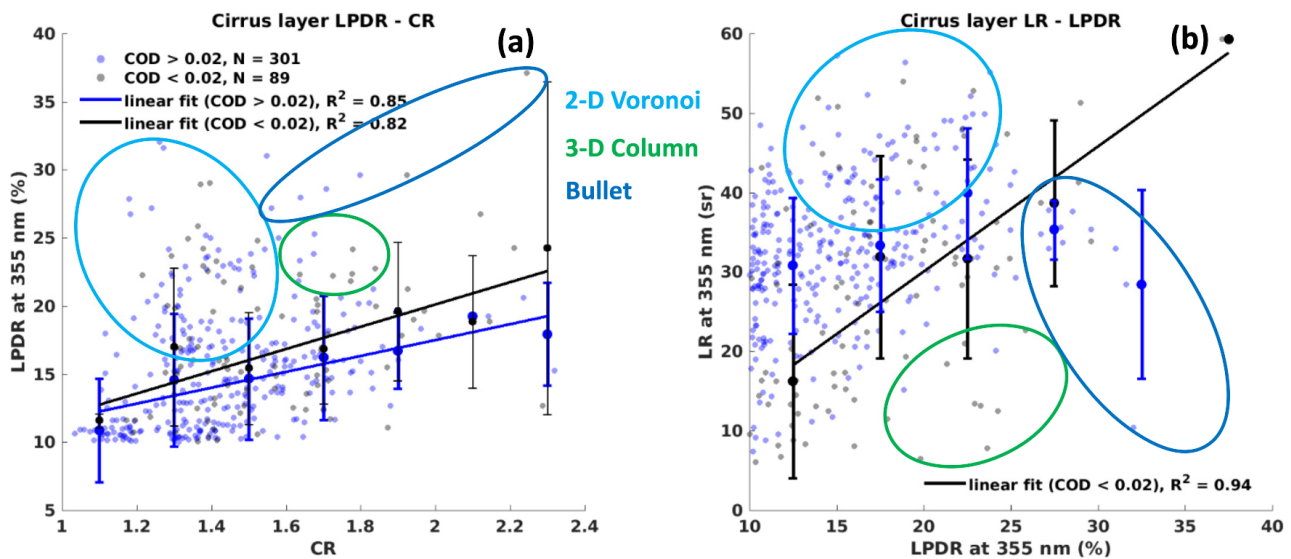 Cirrus layer LPDR - CR
(a)
COD > 0.02, N = 301
COD < 0.02, N = 89
linear fit (COD > 0.02), R² = 0.85
linear fit (COD < 0.02), R² = 0.82
40
35
30
25
20
15
10
5
LPDR at 355 nm (%)
1 1.2 1.4 1.6 1.8 2 2.2 2.4
CR
2-D Voronoi
3-D Column
Bullet
Cirrus layer LR - LPDR
(b)
60
50
40
30
20
10
0
LR at 355 nm (sr)
linear fit (COD < 0.02), R² = 0.94
10 15 20 25 30 35 40
LPDR at 355 nm (%)